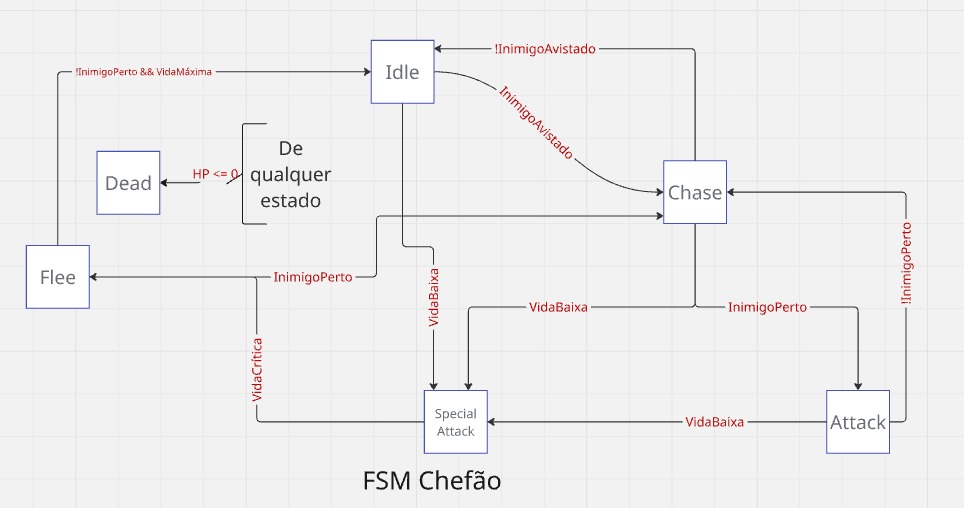 !InimigoAvistado
!InimigoPerto && VidaMáxima
Idle
InimigoAvistado
De
qualquer
estado
HP <= 0
Dead
Chase
!InimigoPerto
Flee
InimigoPerto
VidaBaixa
VidaBaixa
InimigoPerto
VidaCrítica
Special
Attack
VidaBaixa
Attack
FSM Chefão